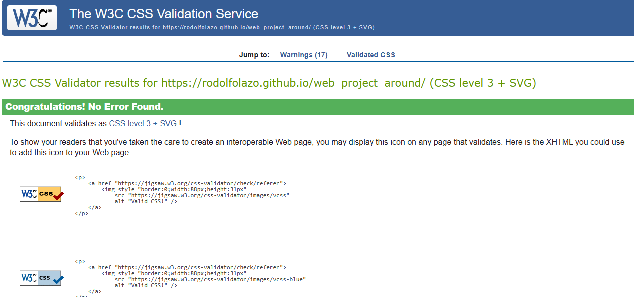 W3C The W3C CSS Validation Service
W3C CSS Validator results for https://rodolfolazo.github.io/web_project_around/ (CSS level 3 + SVG)
Jump to: Warnings (17) Validated CSS
W3C CSS Validator results for https://rodolfolazo.github.io/web_project_around/ (CSS level 3 + SVG)
Congratulations! No Error Found.
This document validates as CSS level 3 + SVG !
To show your readers that you've taken the care to create an interoperable Web page, you may display this icon on any page that validates. Here is the XHTML you could use
to add this icon to your Web page:
W3C CSS
<p>
<a href="https://jigsaw.w3.org/css-validator/check/referer">
<img style="border:0;width:88px;height:31px"
src="https://jigsaw.w3.org/css-validator/images/vcss"
alt="Valid CSS!" />
</a>
</p>
W3C css
<p>
<a href="https://jigsaw.w3.org/css-validator/check/referer">
<img style="border:0;width:88px;height:31px"
src="https://jigsaw.w3.org/css-validator/images/vcss-blue"
alt="Valid CSS!" />
</a>